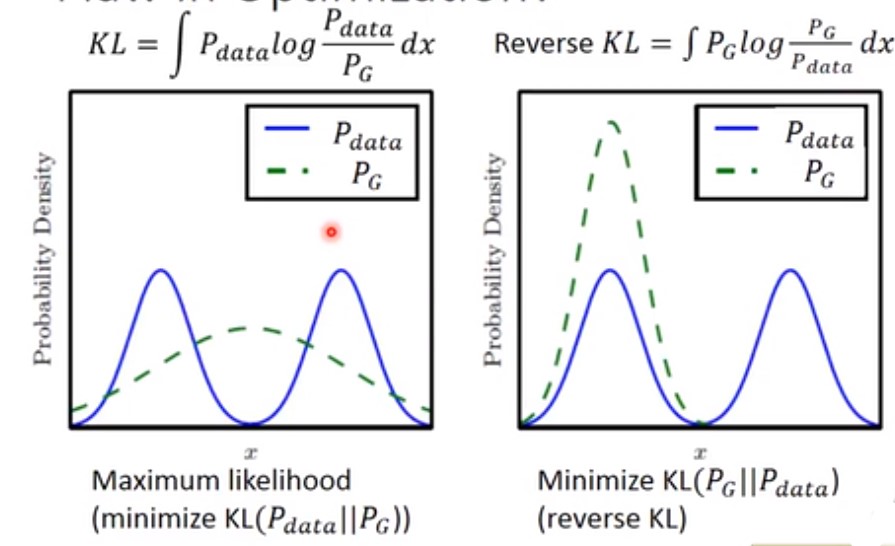 KL = ∫ P_data log P_data/P_G dx
Reverse KL = ∫ P_G log P_G/P_data dx
Probability Density
P_data
P_G
x
Maximum likelihood
(minimize KL(P_data||P_G))
Probability Density
P_data
P_G
x
Minimize KL(P_G||P_data)
(reverse KL)